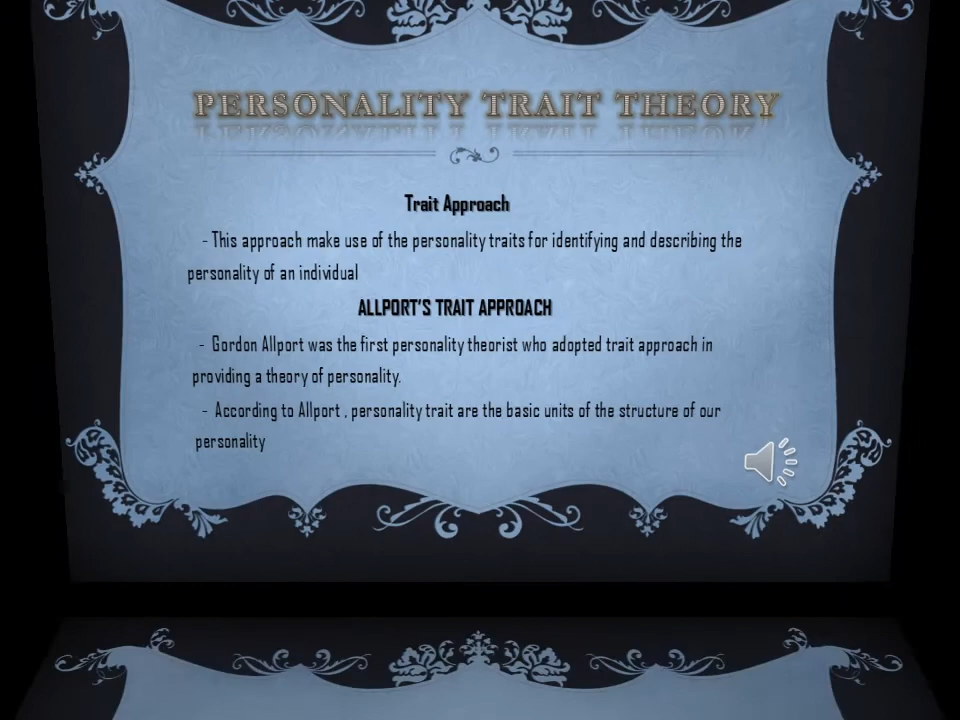 PERSONALITY TRAIT THEORY
Trait Approach
- This approach make use of the personality traits for identifying and describing the
personality of an individual
ALLPORT'S TRAIT APPROACH
- Gordon Allport was the first personality theorist who adopted trait approach in
providing a theory of personality.
- According to Allport , personality trait are the basic units of the structure of our
personality